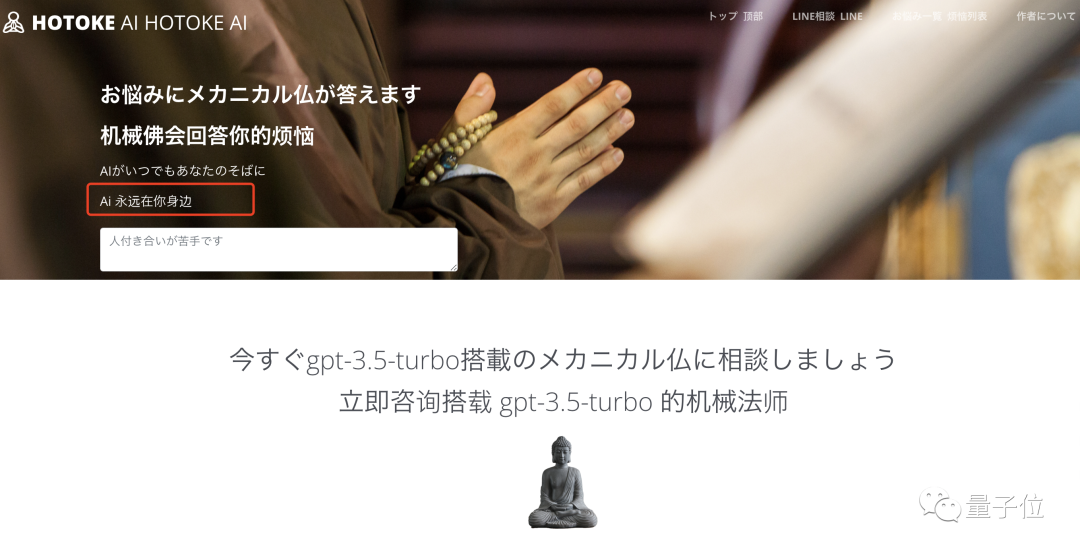 HOTOKE AI HOTOKE AI
トップ 顶部 LINE相談 LINE お悩み一覧 烦恼列表 作者について
お悩みにメカニカル仏が答えます
机械佛会回答你的烦恼
AIがいつでもあなたのそばに
Ai 永远在你身边
人付き合いが苦手です
今すぐgpt-3.5-turbo搭載のメカニカル仏に相談しましょう
立即咨询搭载 gpt-3.5-turbo 的机械法师
量子位